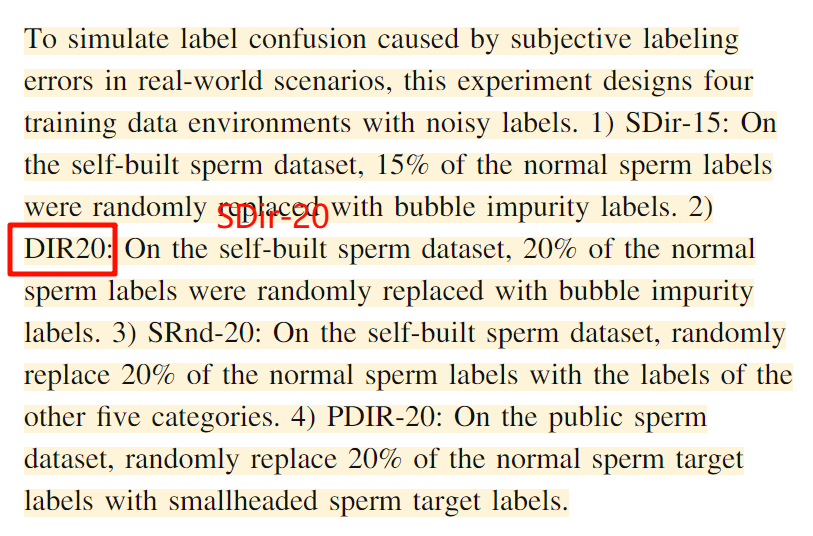 To simulate label confusion caused by subjective labeling
errors in real-world scenarios, this experiment designs four
training data environments with noisy labels. 1) SDir-15: On
the self-built sperm dataset, 15% of the normal sperm labels
were randomly replaced with bubble impurity labels. 2)
SDir-20
DIR20: On the self-built sperm dataset, 20% of the normal
sperm labels were randomly replaced with bubble impurity
labels. 3) SRnd-20: On the self-built sperm dataset, randomly
replace 20% of the normal sperm labels with the labels of the
other five categories. 4) PDIR-20: On the public sperm
dataset, randomly replace 20% of the normal sperm target
labels with smallheaded sperm target labels.